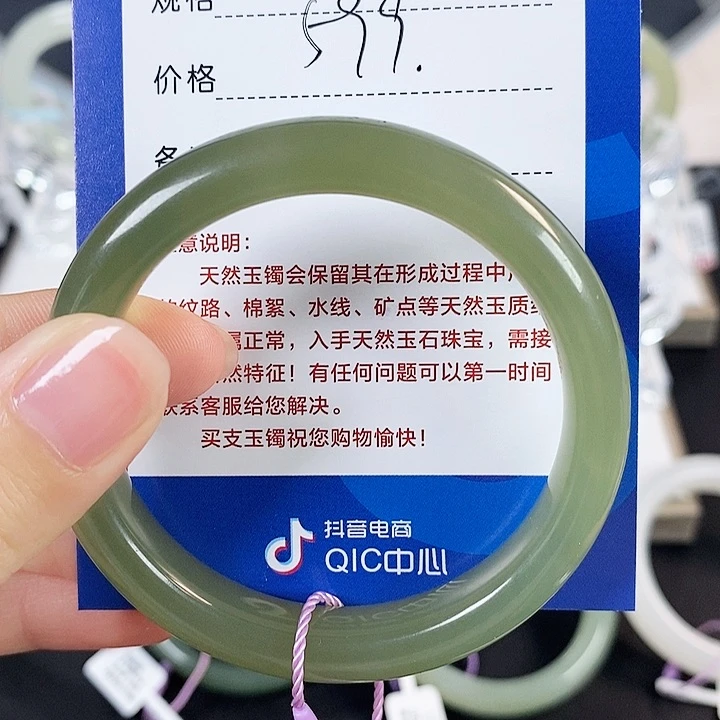 规格
价格
意说明：
天然玉镯会保留其在形成过程中
纹路、棉絮、水线、矿点等天然玉质
属正常，入手天然玉石珠宝，需接
然特征！有任何问题可以第一时间
联系客服给您解决。
买支玉镯祝您购物愉快！
抖音电商
QIC中心